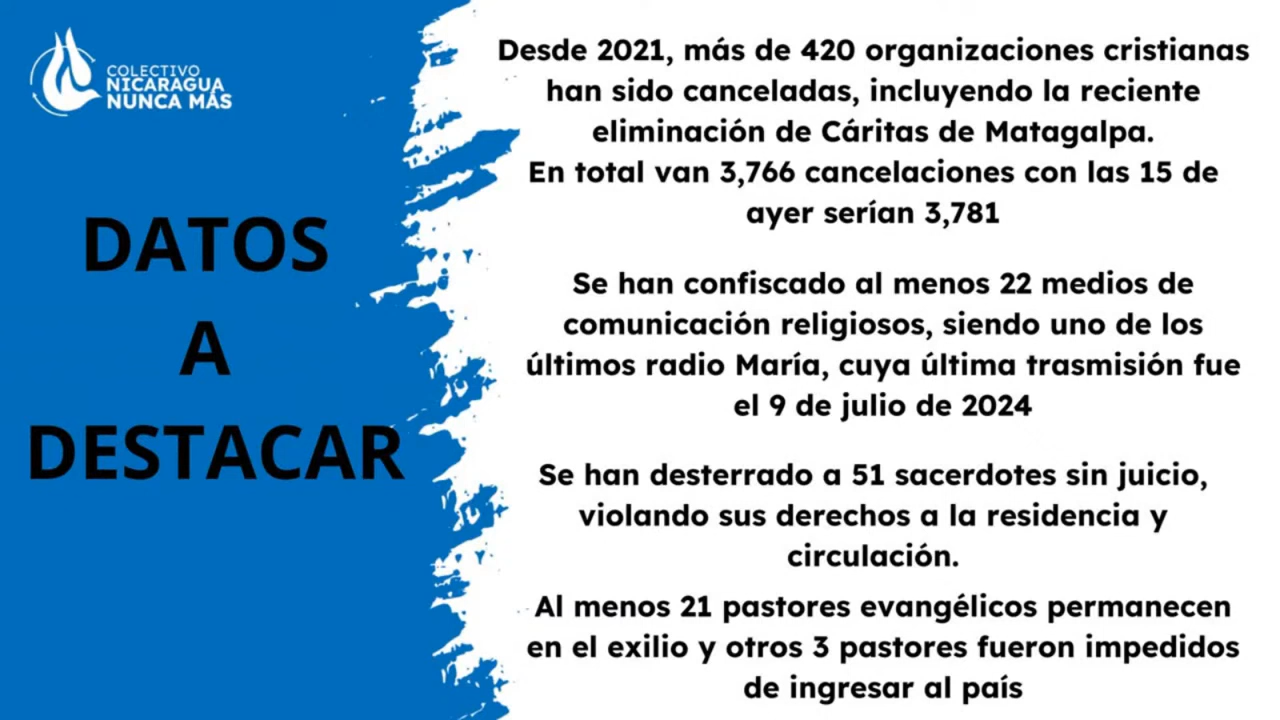 COLECTIVO
NICARAGUA
NUNCA MÁS
DATOS
A
DESTACAR
Desde 2021, más de 420 organizaciones cristianas
han sido canceladas, incluyendo la reciente
eliminación de Cáritas de Matagalpa.
En total van 3,766 cancelaciones con las 15 de
ayer serían 3,781
Se han confiscado al menos 22 medios de
comunicación religiosos, siendo uno de los
últimos radio María, cuya última trasmisión fue
el 9 de julio de 2024
Se han desterrado a 51 sacerdotes sin juicio,
violando sus derechos a la residencia y
circulación.
Al menos 21 pastores evangélicos permanecen
en el exilio y otros 3 pastores fueron impedidos
de ingresar al país